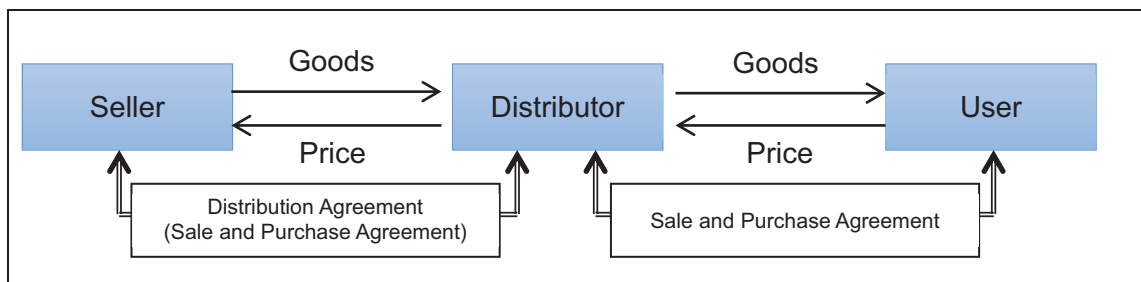 Goods
Goods
Seller
Distributor
User
Price
Price
Distribution Agreement
(Sale and Purchase Agreement)
Sale and Purchase Agreement